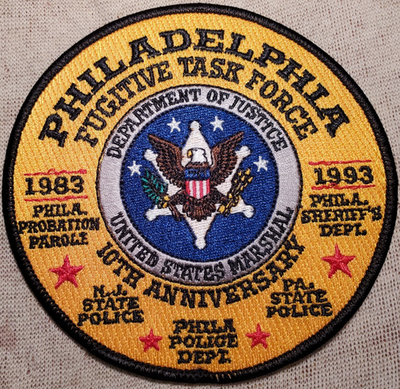 PHILADELPHIA
FUGITIVE TASK FORCE
DEPARTMENT OF JUSTICE
UNITED STATES MARSHAL
10TH ANNIVERSARY
1983
1993
PHILA.
PROBATION
PAROLE
PHILA.
SHERIFF'S
DEPT.
N.J.
STATE
POLICE
PA.
STATE
POLICE
PHILA
POLICE
DEPT.